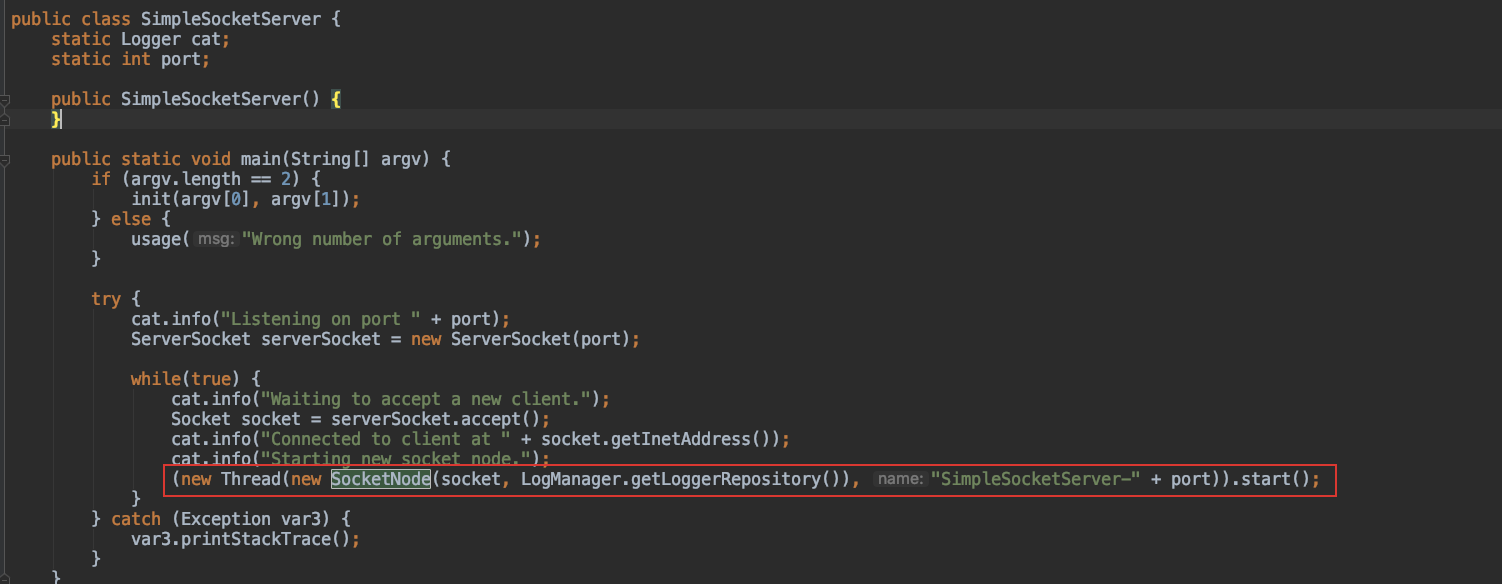 public class SimpleSocketServer {
static Logger cat;
static int port;
public SimpleSocketServer() {
}
public static void main(String[] argv) {
if (argv.length == 2) {
init(argv[0], argv[1]);
} else {
usage( msg: "Wrong number of arguments.");
}
try {
cat.info("Listening on port " + port);
ServerSocket serverSocket = new ServerSocket(port);
while(true) {
cat.info("Waiting to accept a new client.");
Socket socket = serverSocket.accept();
cat.info("Connected to client at " + socket.getInetAddress());
cat.info("Starting new socket node.");
(new Thread(new SocketNode(socket, LogManager.getLoggerRepository()), name: "SimpleSocketServer-" + port)).start();
}
} catch (Exception var3) {
var3.printStackTrace();
}
}